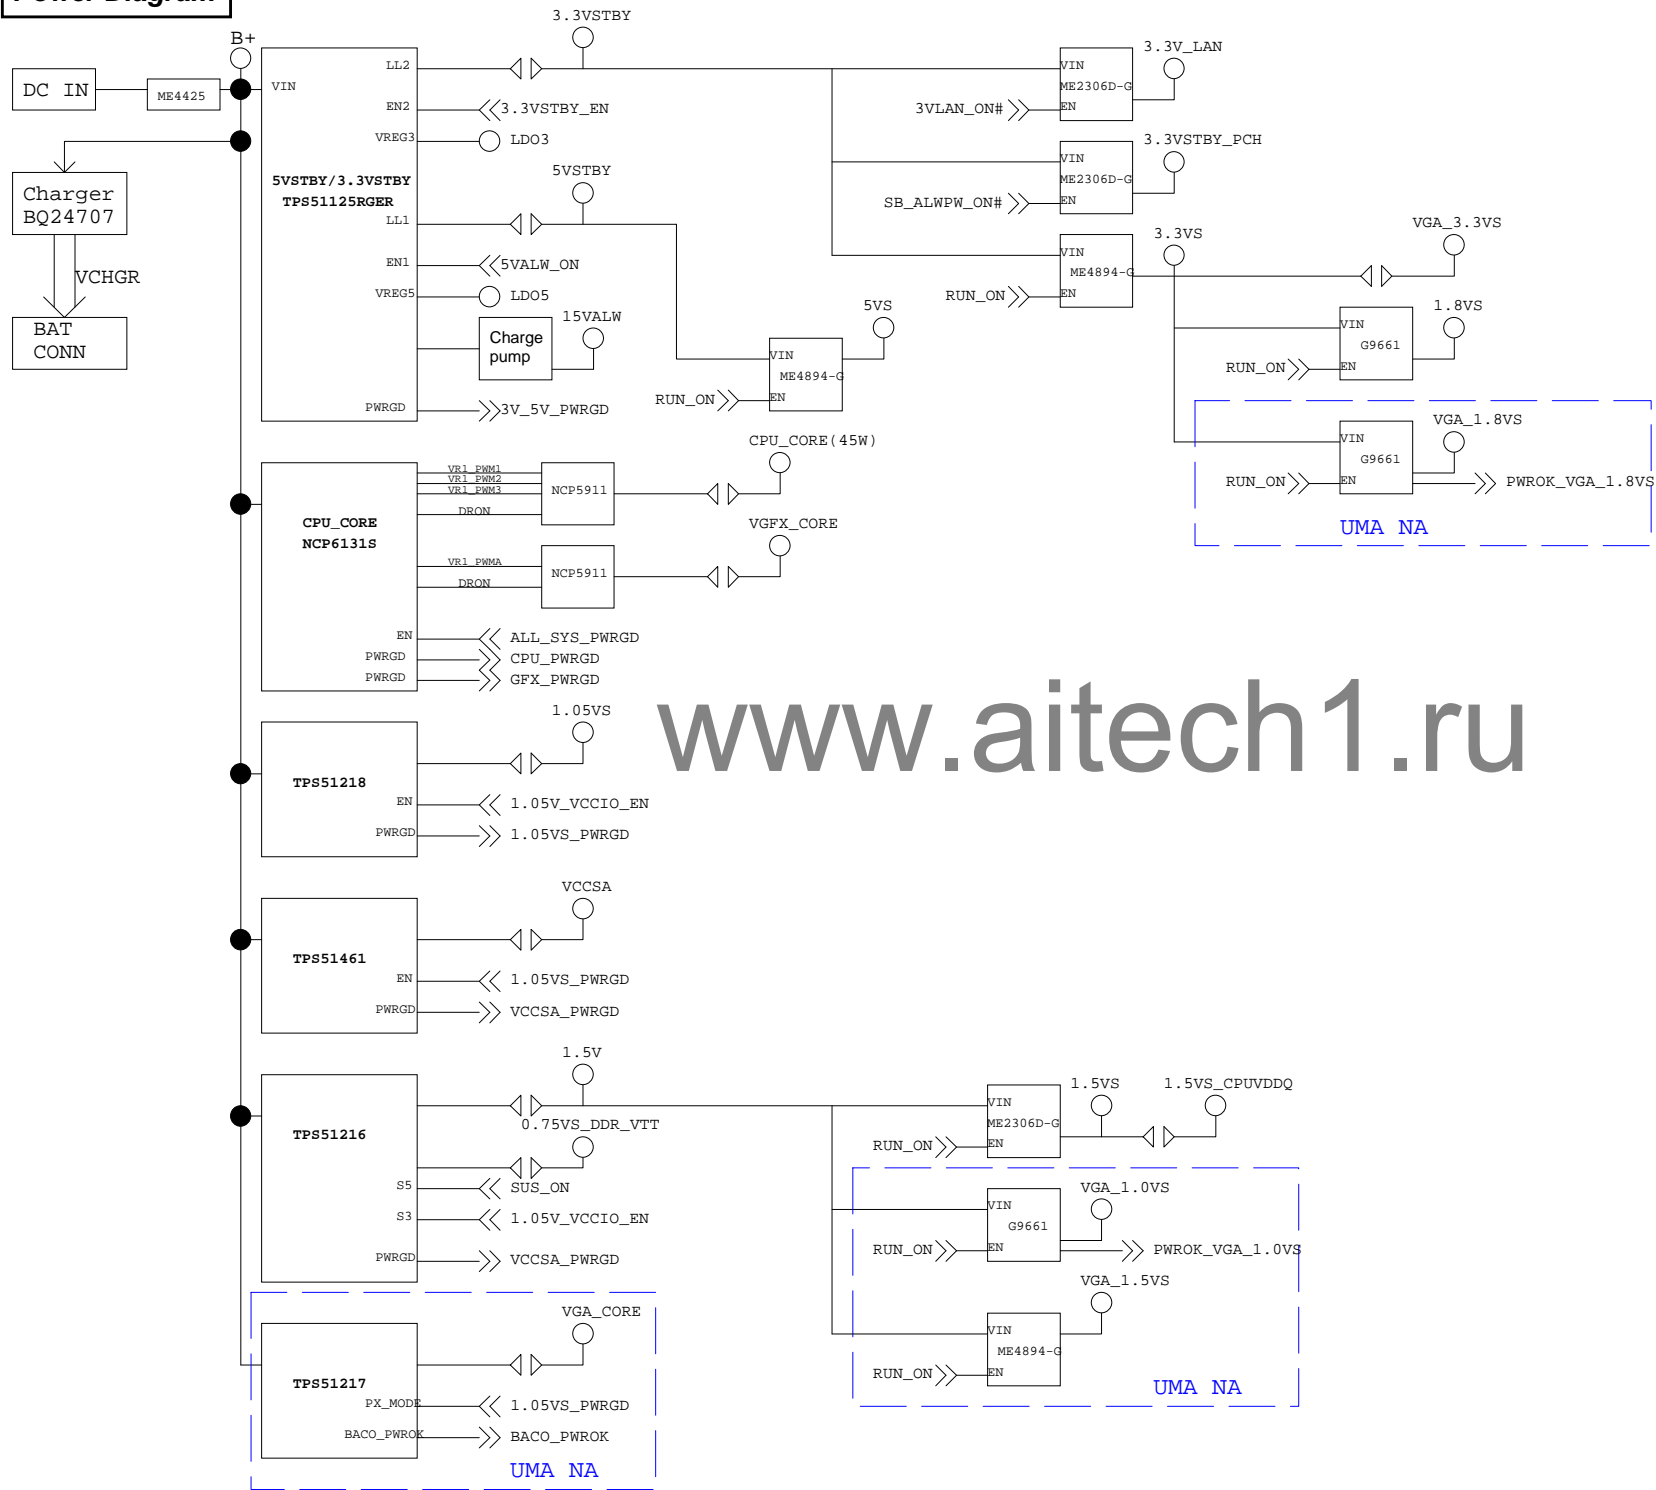 Power Diagram
B+
DC IN
ME4425
Charger
BQ24707
VCHGR
BAT
CONN
VIN
LL2
EN2
VREG3
5VSTBY/3.3VSTBY
TPS51125RGER
LL1
EN1
VREG5
PWRGD
3.3VSTBY
3.3VSTBY_EN
LDO3
5VSTBY
5VALW_ON
LDO5
Charge
pump
15VALW
3V_5V_PWRGD
RUN_ON
VIN
ME4894-G
EN
5VS
3VLAN_ON#
VIN
ME2306D-G
EN
3.3V_LAN
SB_ALWPW_ON#
VIN
ME2306D-G
EN
3.3VSTBY_PCH
RUN_ON
VIN
ME4894-G
EN
3.3VS
VGA_3.3VS
RUN_ON
VIN
G9661
EN
1.8VS
RUN_ON
VIN
G9661
EN
VGA_1.8VS
PWROK_VGA_1.8VS
UMA NA
CPU_CORE
NCP6131S
VR1_PWM1
VR1_PWM2
VR1_PWM3
DRON
NCP5911
CPU_CORE(45W)
VR1_PWMA
DRON
NCP5911
VGFX_CORE
EN
ALL_SYS_PWRGD
PWRGD
CPU_PWRGD
PWRGD
GFX_PWRGD
www.aitech1.ru
TPS51218
1.05VS
EN
1.05V_VCCIO_EN
PWRGD
1.05VS_PWRGD
TPS51461
VCCSA
EN
1.05VS_PWRGD
PWRGD
VCCSA_PWRGD
TPS51216
1.5V
0.75VS_DDR_VTT
S5
SUS_ON
S3
1.05V_VCCIO_EN
PWRGD
VCCSA_PWRGD
RUN_ON
VIN
ME2306D-G
EN
1.5VS
1.5VS_CPUVDDQ
RUN_ON
VIN
G9661
EN
VGA_1.0VS
PWROK_VGA_1.0VS
RUN_ON
VIN
ME4894-G
EN
VGA_1.5VS
UMA NA
TPS51217
VGA_CORE
PX_MODE
1.05VS_PWRGD
BACO_PWROK
BACO_PWROK
UMA NA